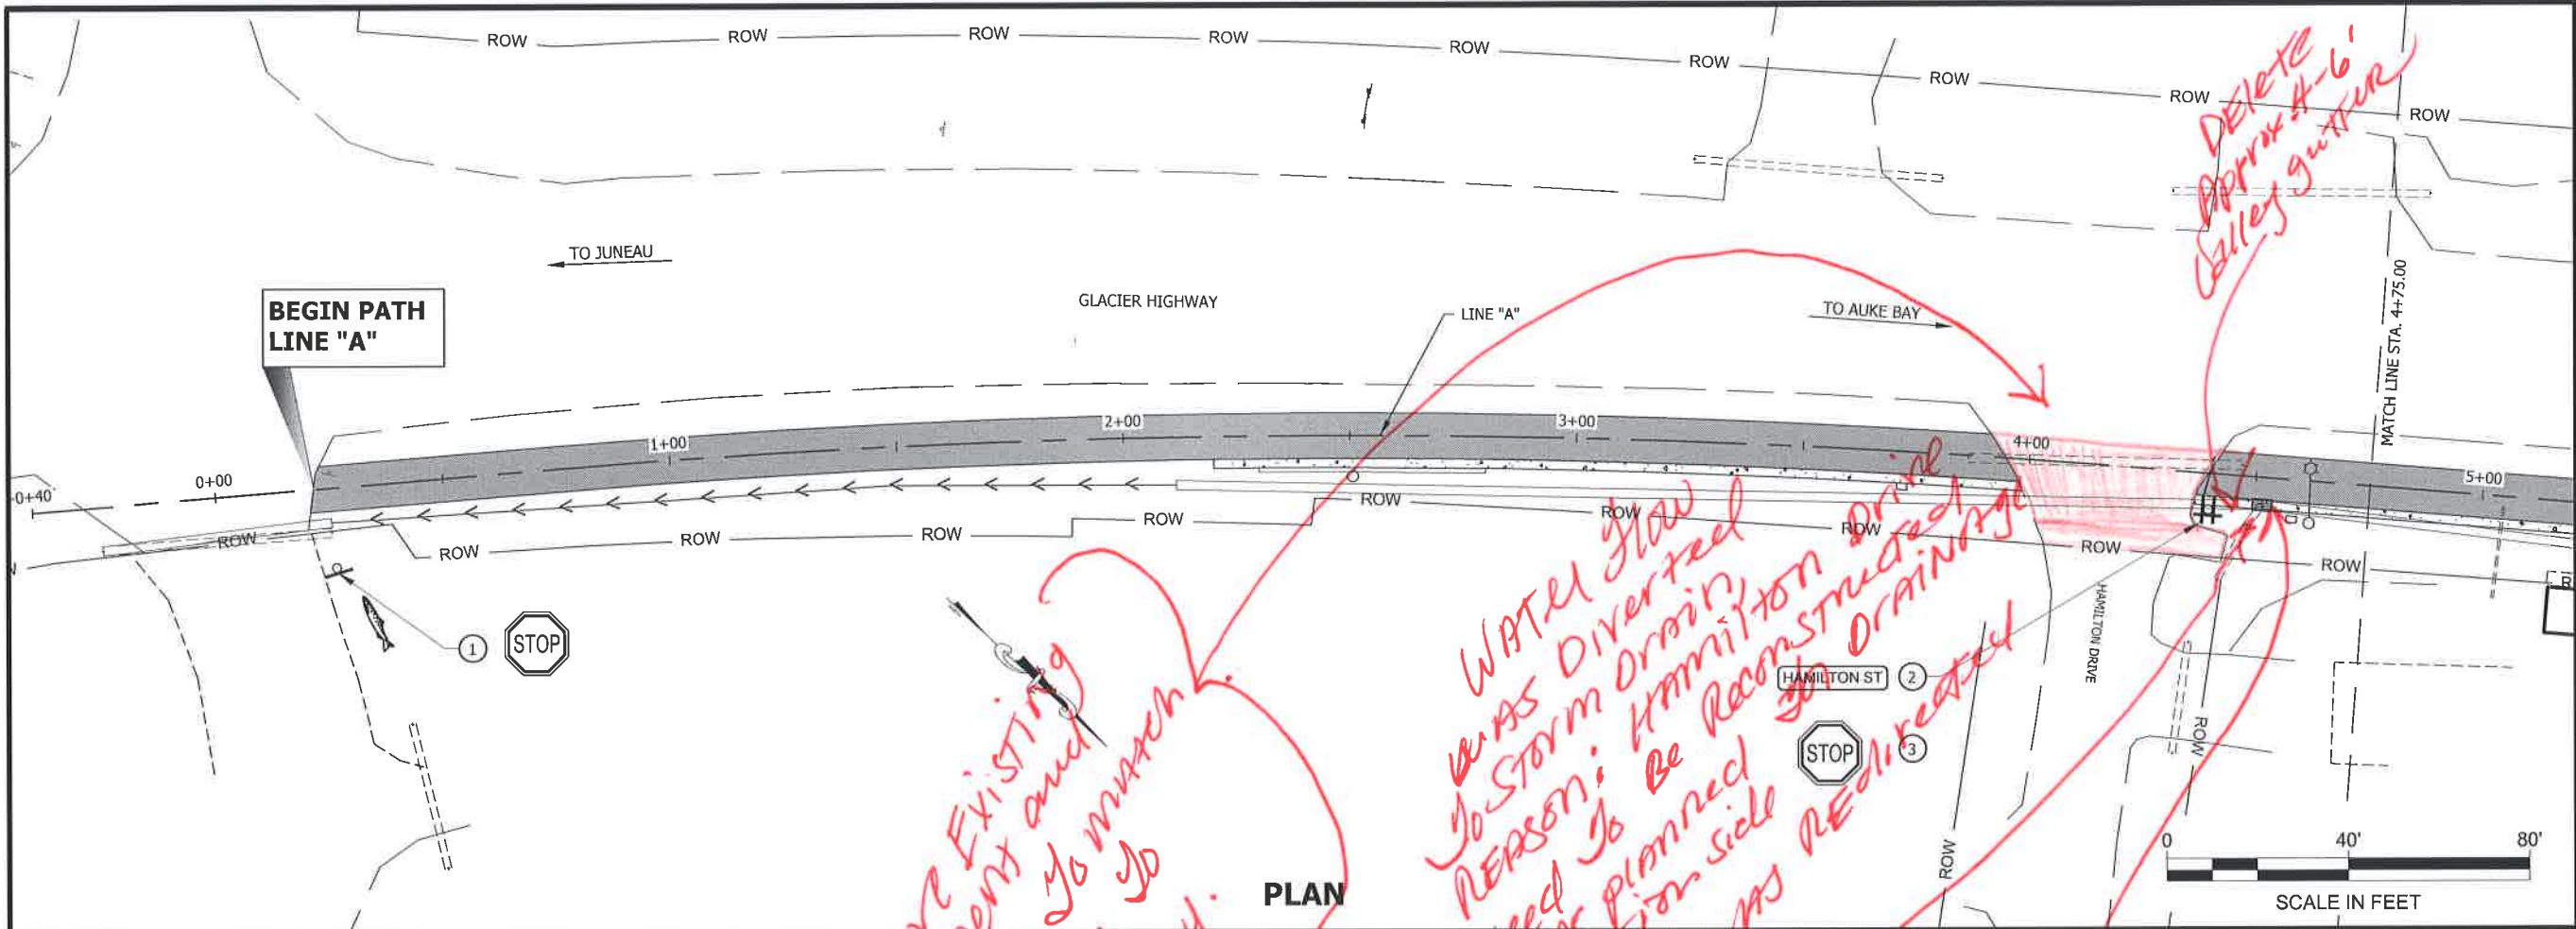 ROW
ROW
ROW
ROW
ROW
ROW
ROW
ROW
ROW
DElete
Approx 4-6'
Valley gutter
TO JUNEAU
GLACIER HIGHWAY
LINE "A"
TO AUKE BAY
MATCH LINE STA. 4+75.00
BEGIN PATH
LINE "A"
0+40
0+00
1+00
2+00
3+00
4+00
5+00
ROW
ROW
ROW
ROW
ROW
ROW
ROW
ROW
ROW
ROW
1
STOP
HAMILTON ST
2
STOP
3
HAMILTON DRIVE
ROW
ROW
Existing
and
to match.
WATER flow
WAS Diverted
To STORM Drain,
REASON: HAMILTON Drive
need To Be Reconstructed
planned DrAiNAge
side
AS REdirected
PLAN
0
40'
80'
SCALE IN FEET